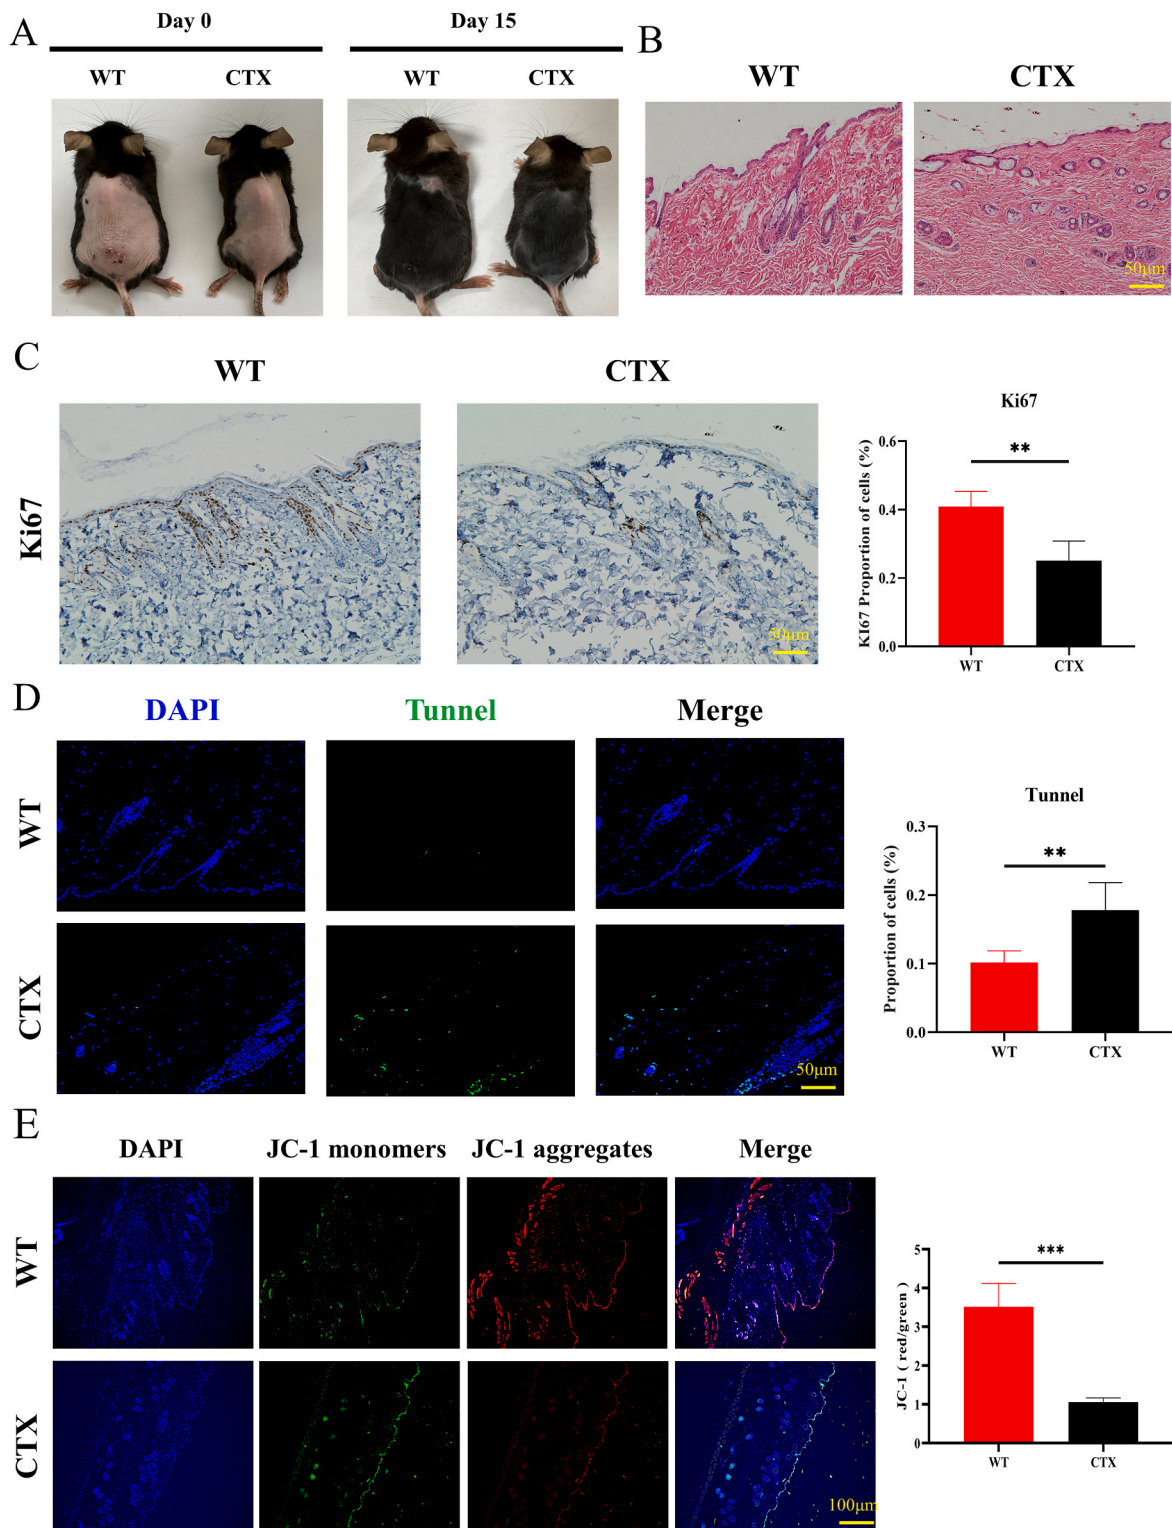 A
Day 0
Day 15
WT
CTX
WT
CTX
B
WT
CTX
50μm
C
WT
CTX
Ki67
50μm
Ki67
KI67 Proportion of cells (%)
0.6
0.4
0.2
0.0
**
WT
CTX
D
DAPI
Tunnel
Merge
WT
CTX
50μm
Tunnel
Proportion of cells (%)
0.3
0.2
0.1
0.0
**
WT
CTX
E
DAPI
JC-1 monomers
JC-1 aggregates
Merge
WT
CTX
100μm
JC-1 ( red/green )
5
4
3
2
1
0
***
WT
CTX